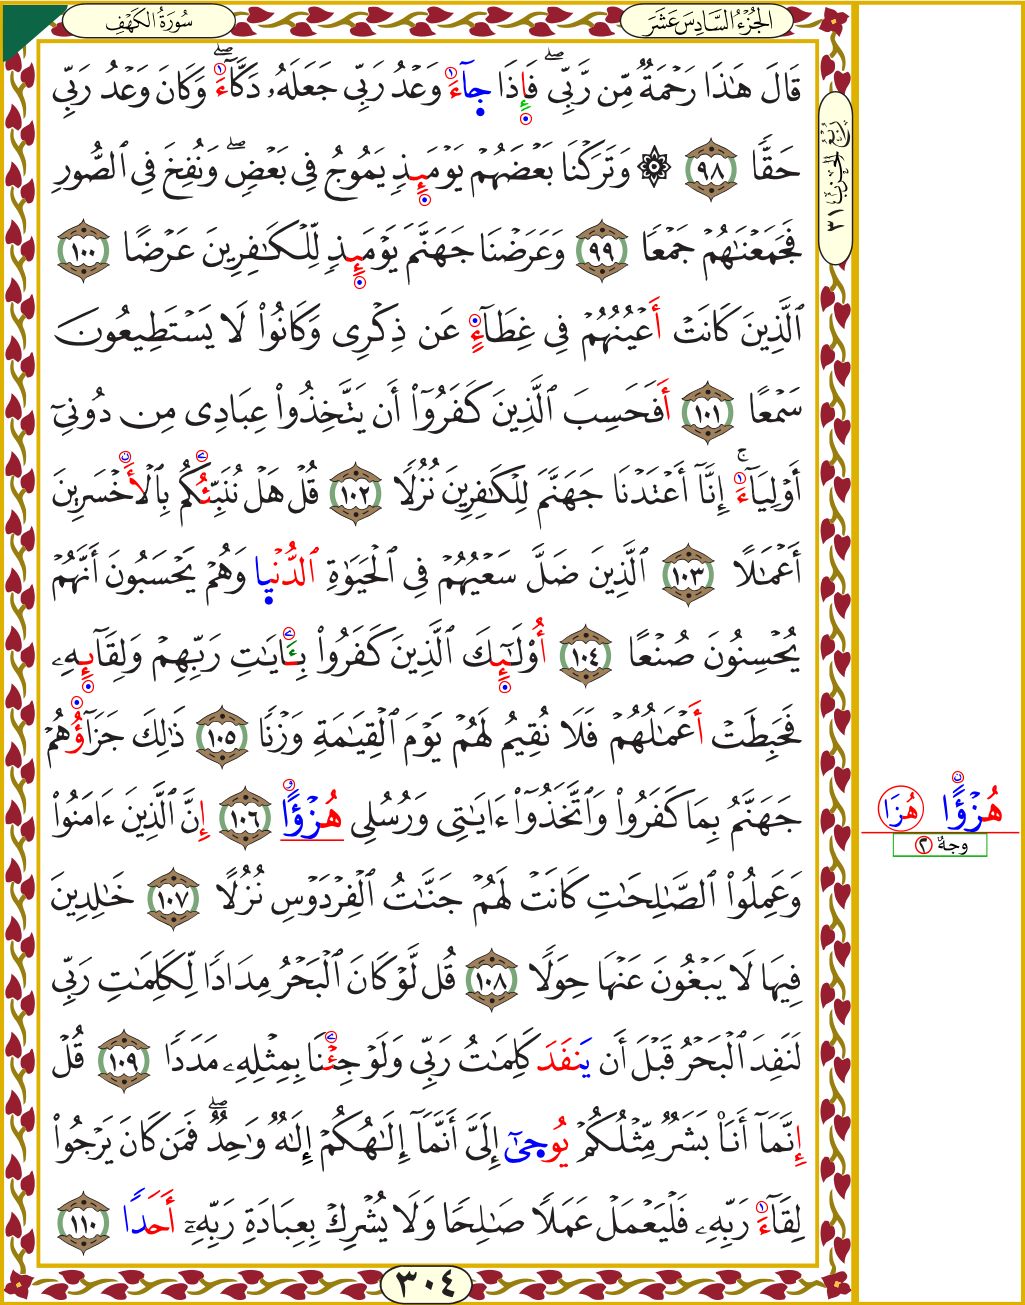 سُورَةُ الكَهْفِ
الجُزْءُ السَّادِسَ عَشَرَ
رُبْعُ الحِزْبِ ٣١
قَالَ هَٰذَا رَحْمَةٌ مِّن رَّبِّي ۖ فَإِذَا جَآءَ وَعْدُ رَبِّي جَعَلَهُۥ دَكَّآءَ ۖ وَكَانَ وَعْدُ رَبِّي
حَقًّا ٩٨ ۞ وَتَرَكْنَا بَعْضَهُمْ يَوْمَئِذٍ يَمُوجُ فِي بَعْضٍ ۖ وَنُفِخَ فِي ٱلصُّورِ
فَجَمَعْنَٰهُمْ جَمْعًا ٩٩ وَعَرَضْنَا جَهَنَّمَ يَوْمَئِذٍ لِّلْكَٰفِرِينَ عَرْضًا ١٠٠
ٱلَّذِينَ كَانَتْ أَعْيُنُهُمْ فِي غِطَآءٍ عَن ذِكْرِي وَكَانُوا۟ لَا يَسْتَطِيعُونَ
سَمْعًا ١٠١ أَفَحَسِبَ ٱلَّذِينَ كَفَرُوٓا۟ أَن يَتَّخِذُوا۟ عِبَادِي مِن دُونِيٓ
أَوْلِيَآءَ ۚ إِنَّآ أَعْتَدْنَا جَهَنَّمَ لِلْكَٰفِرِينَ نُزُلًا ١٠٢ قُلْ هَلْ نُنَبِّئُكُم بِٱلْأَخْسَرِينَ
أَعْمَٰلًا ١٠٣ ٱلَّذِينَ ضَلَّ سَعْيُهُمْ فِي ٱلْحَيَوٰةِ ٱلدُّنْيَا وَهُمْ يَحْسَبُونَ أَنَّهُمْ
يُحْسِنُونَ صُنْعًا ١٠٤ أُو۟لَٰٓئِكَ ٱلَّذِينَ كَفَرُوا۟ بِـَٔايَٰتِ رَبِّهِمْ وَلِقَآئِهِۦ
فَحَبِطَتْ أَعْمَٰلُهُمْ فَلَا نُقِيمُ لَهُمْ يَوْمَ ٱلْقِيَٰمَةِ وَزْنًا ١٠٥ ذَٰلِكَ جَزَآؤُهُمْ
جَهَنَّمُ بِمَا كَفَرُوا۟ وَٱتَّخَذُوٓا۟ ءَايَٰتِي وَرُسُلِي هُزْؤًا ١٠٦ إِنَّ ٱلَّذِينَ ءَامَنُوا۟
وَعَمِلُوا۟ ٱلصَّٰلِحَٰتِ كَانَتْ لَهُمْ جَنَّٰتُ ٱلْفِرْدَوْسِ نُزُلًا ١٠٧ خَٰلِدِينَ
فِيهَا لَا يَبْغُونَ عَنْهَا حِوَلًا ١٠٨ قُل لَّوْ كَانَ ٱلْبَحْرُ مِدَادًا لِّكَلِمَٰتِ رَبِّي
لَنَفِدَ ٱلْبَحْرُ قَبْلَ أَن يَنفَدَ كَلِمَٰتُ رَبِّي وَلَوْ جِئْنَا بِمِثْلِهِۦ مَدَدًا ١٠٩ قُلْ
إِنَّمَآ أَنَا۠ بَشَرٌ مِّثْلُكُمْ يُوحَىٰٓ إِلَيَّ أَنَّمَآ إِلَٰهُكُمْ إِلَٰهٌ وَٰحِدٌ ۖ فَمَن كَانَ يَرْجُوا۟
لِقَآءَ رَبِّهِۦ فَلْيَعْمَلْ عَمَلًا صَٰلِحًا وَلَا يُشْرِكْ بِعِبَادَةِ رَبِّهِۦٓ أَحَدًا ١١٠
هُزْؤًا هُزَا
وجهٌ ٢
٣٠٤